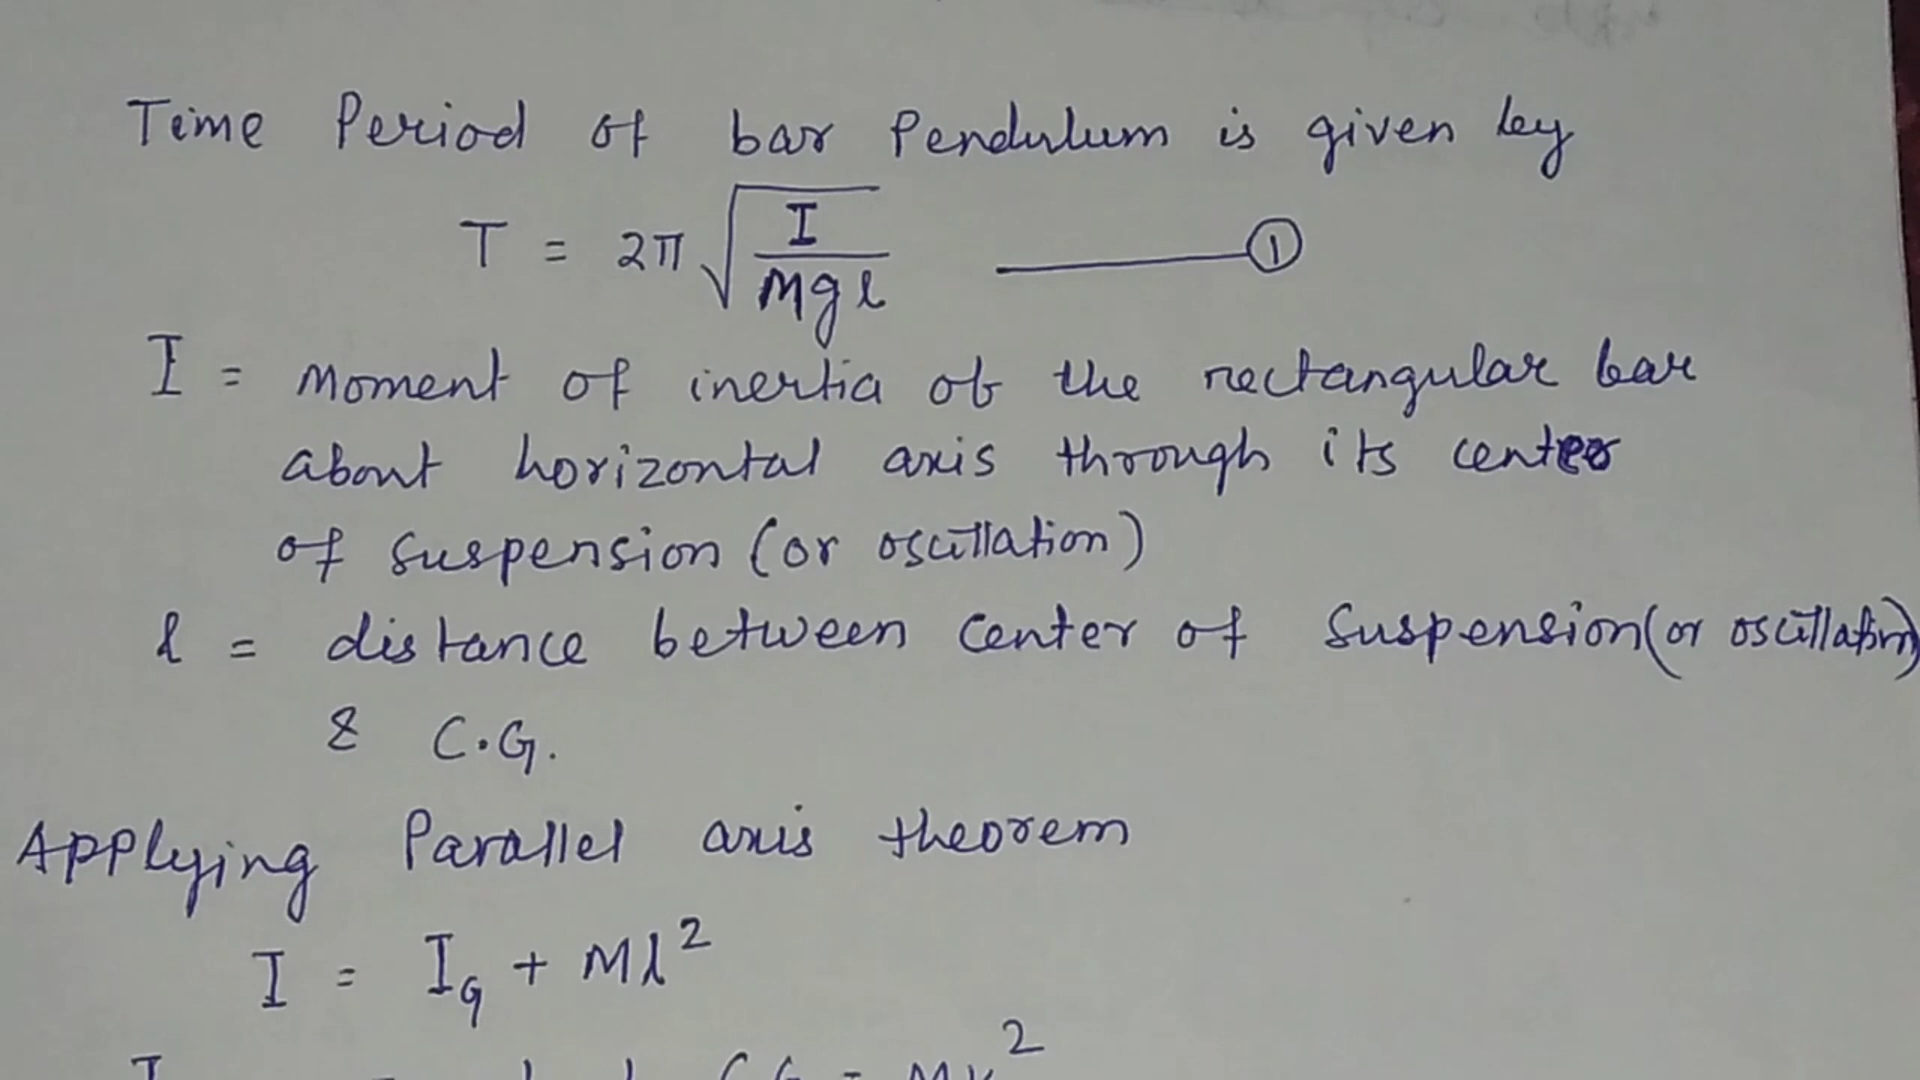 Time Period of bar Pendulum is given by
T = 2π √(I / Mgl) ——— ①
I = Moment of inertia of the rectangular bar
about horizontal axis through its center
of suspension (or oscillation)
l = distance between center of suspension (or oscillation)
& C.G.
Applying Parallel axis theorem
I = I_G + Ml²